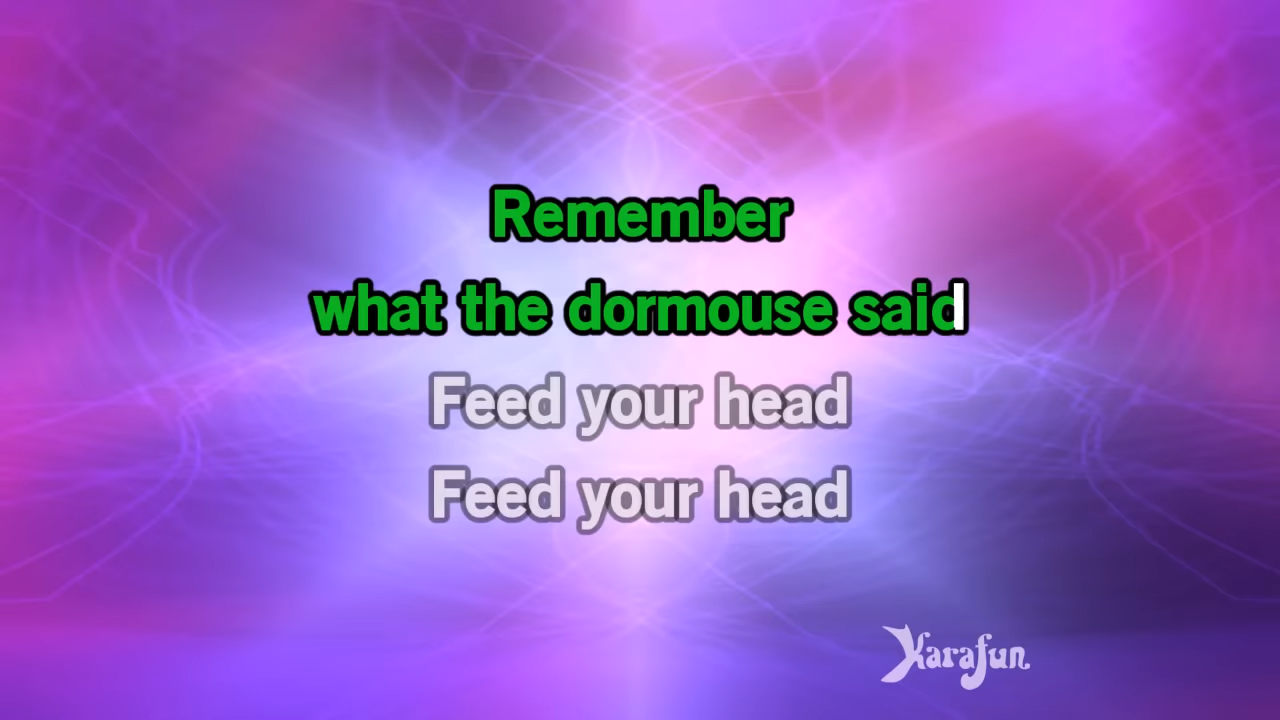 Remember
what the dormouse said
Feed your head
Feed your head
Karafun